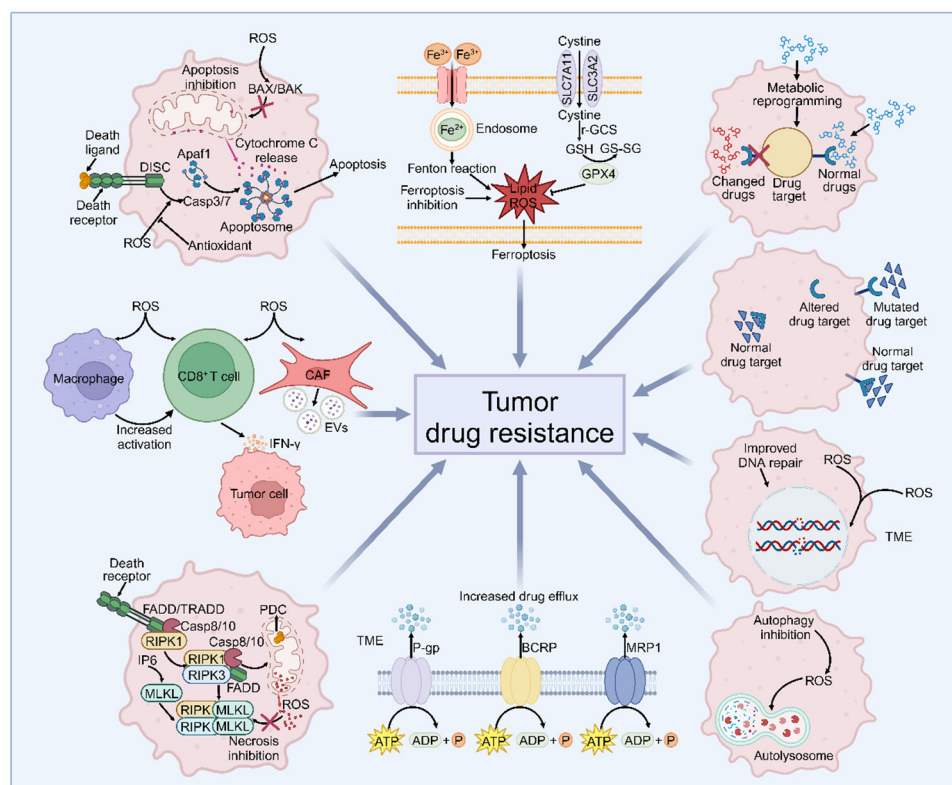 ROS
Apoptosis
inhibition
BAX/BAK
Cytochrome C
release
Death
ligand
DISC
Apaf1
Apoptosis
Casp3/7
Death
receptor
Apoptosome
ROS
Antioxidant
Fe³⁺
Fe³⁺
Fe²⁺
Endosome
Fenton reaction
Ferroptosis
inhibition
Lipid
ROS
Ferroptosis
Cystine
SLC7A11
SLC3A2
Cystine
r-GCS
GSH
GS-SG
GPX4
Metabolic
reprogramming
Changed
drugs
Drug
target
Normal
drugs
ROS
ROS
Macrophage
CD8⁺ T cell
CAF
EVs
Increased
activation
IFN-γ
Tumor cell
Tumor
drug resistance
Altered
drug target
Mutated
drug target
Normal
drug target
Normal
drug target
Improved
DNA repair
ROS
ROS
TME
Death
receptor
FADD/TRADD
Casp8/10
RIPK1
Casp8/10
PDC
IP6
RIPK1
RIPK3
FADD
MLKL
ROS
RIPK
MLKL
RIPK
MLKL
Necrosis
inhibition
Increased drug efflux
TME
P-gp
BCRP
MRP1
ATP
ADP + P
ATP
ADP + P
ATP
ADP + P
Autophagy
inhibition
ROS
Autolysosome